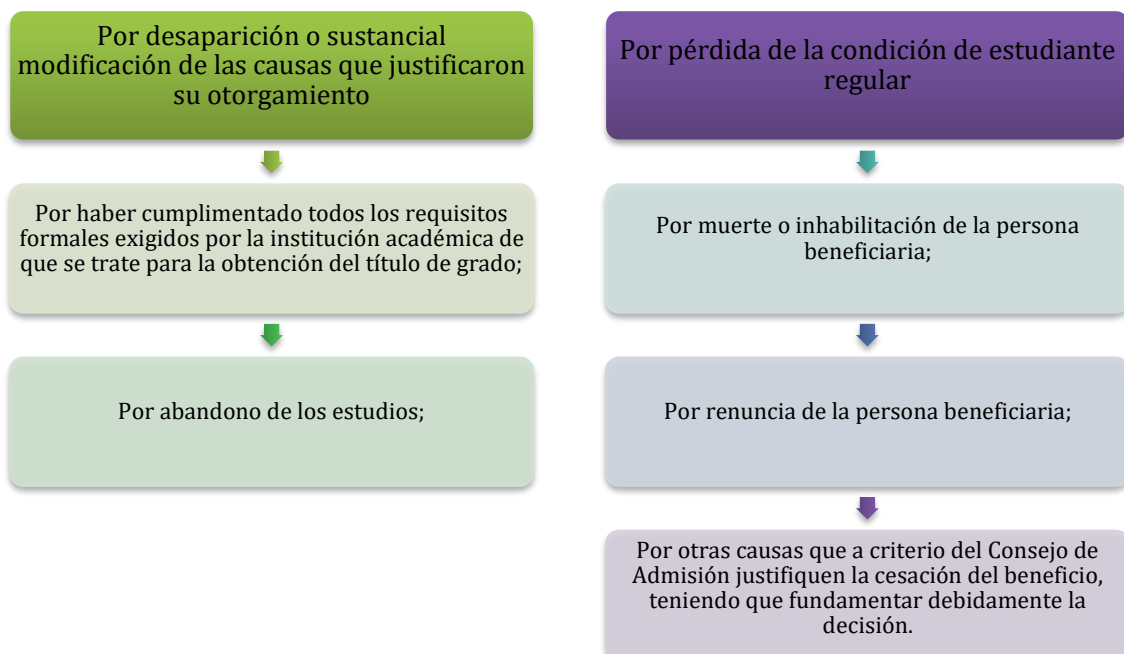 Por desaparición o sustancial
modificación de las causas que justificaron
su otorgamiento
Por haber cumplimentado todos los requisitos
formales exigidos por la institución académica de
que se trate para la obtención del título de grado;
Por abandono de los estudios;
Por pérdida de la condición de estudiante
regular
Por muerte o inhabilitación de la persona
beneficiaria;
Por renuncia de la persona beneficiaria;
Por otras causas que a criterio del Consejo de
Admisión justifiquen la cesación del beneficio,
teniendo que fundamentar debidamente la
decisión.